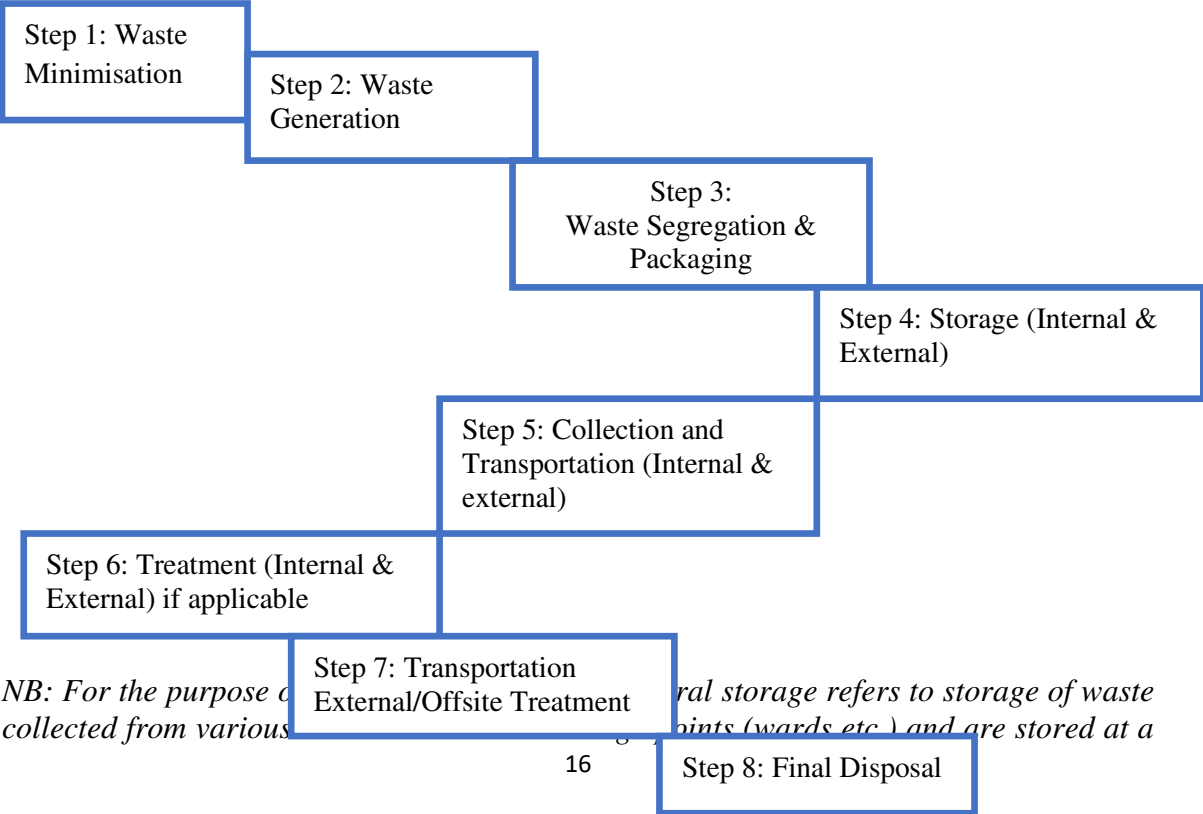 Step 1: Waste
Minimisation
Step 2: Waste
Generation
Step 3:
Waste Segregation &
Packaging
Step 4: Storage (Internal &
External)
Step 5: Collection and
Transportation (Internal &
external)
Step 6: Treatment (Internal &
External) if applicable
Step 7: Transportation
External/Offsite Treatment
NB: For the purpose storage refers to storage of waste
collected from various points (wards etc.) and are stored at a
16
Step 8: Final Disposal